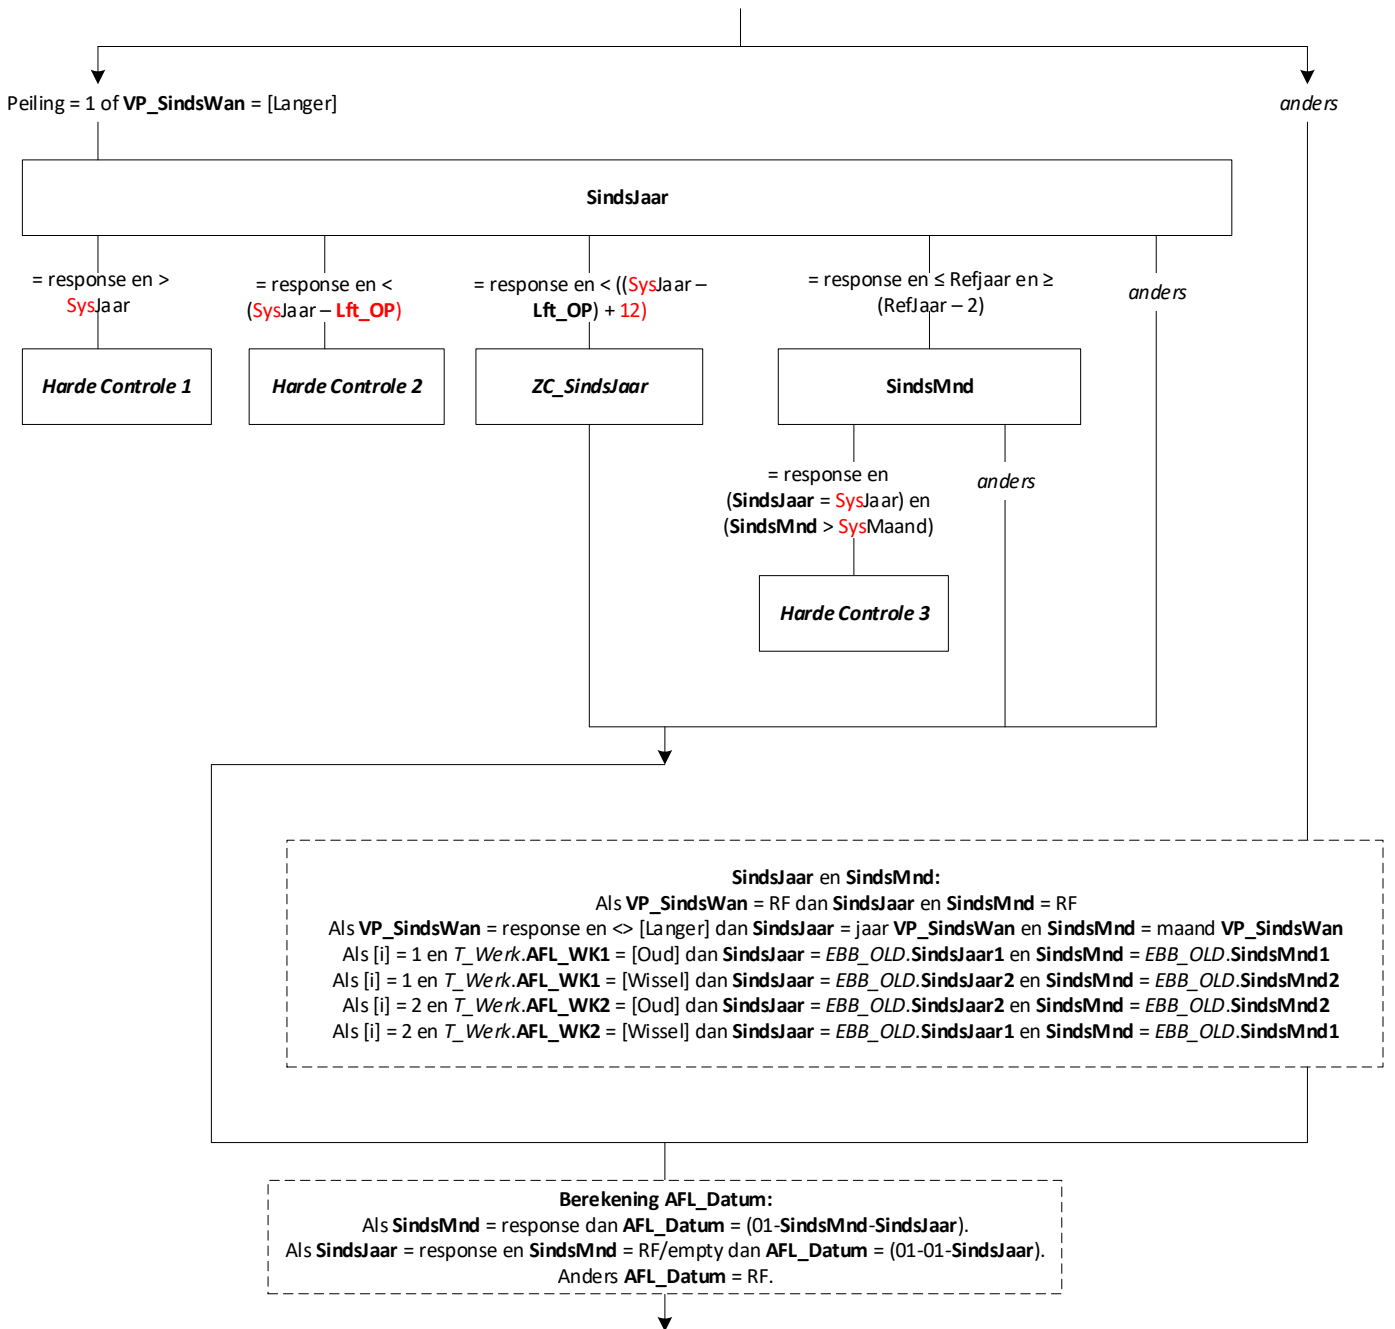 Peiling = 1 of VP_SindsWan = [Langer]
anders
SindsJaar
= response en >
SysJaar
= response en <
(SysJaar – Lft_OP)
= response en < ((SysJaar –
Lft_OP) + 12)
= response en ≤ Refjaar en ≥
(RefJaar – 2)
anders
Harde Controle 1
Harde Controle 2
ZC_SindsJaar
SindsMnd
= response en
(SindsJaar = SysJaar) en
(SindsMnd > SysMaand)
anders
Harde Controle 3
SindsJaar en SindsMnd:
Als VP_SindsWan = RF dan SindsJaar en SindsMnd = RF
Als VP_SindsWan = response en <> [Langer] dan SindsJaar = jaar VP_SindsWan en SindsMnd = maand VP_SindsWan
Als [i] = 1 en T_Werk.AFL_WK1 = [Oud] dan SindsJaar = EBB_OLD.SindsJaar1 en SindsMnd = EBB_OLD.SindsMnd1
Als [i] = 1 en T_Werk.AFL_WK1 = [Wissel] dan SindsJaar = EBB_OLD.SindsJaar2 en SindsMnd = EBB_OLD.SindsMnd2
Als [i] = 2 en T_Werk.AFL_WK2 = [Oud] dan SindsJaar = EBB_OLD.SindsJaar2 en SindsMnd = EBB_OLD.SindsMnd2
Als [i] = 2 en T_Werk.AFL_WK2 = [Wissel] dan SindsJaar = EBB_OLD.SindsJaar1 en SindsMnd = EBB_OLD.SindsMnd1
Berekening AFL_Datum:
Als SindsMnd = response dan AFL_Datum = (01-SindsMnd-SindsJaar).
Als SindsJaar = response en SindsMnd = RF/empty dan AFL_Datum = (01-01-SindsJaar).
Anders AFL_Datum = RF.